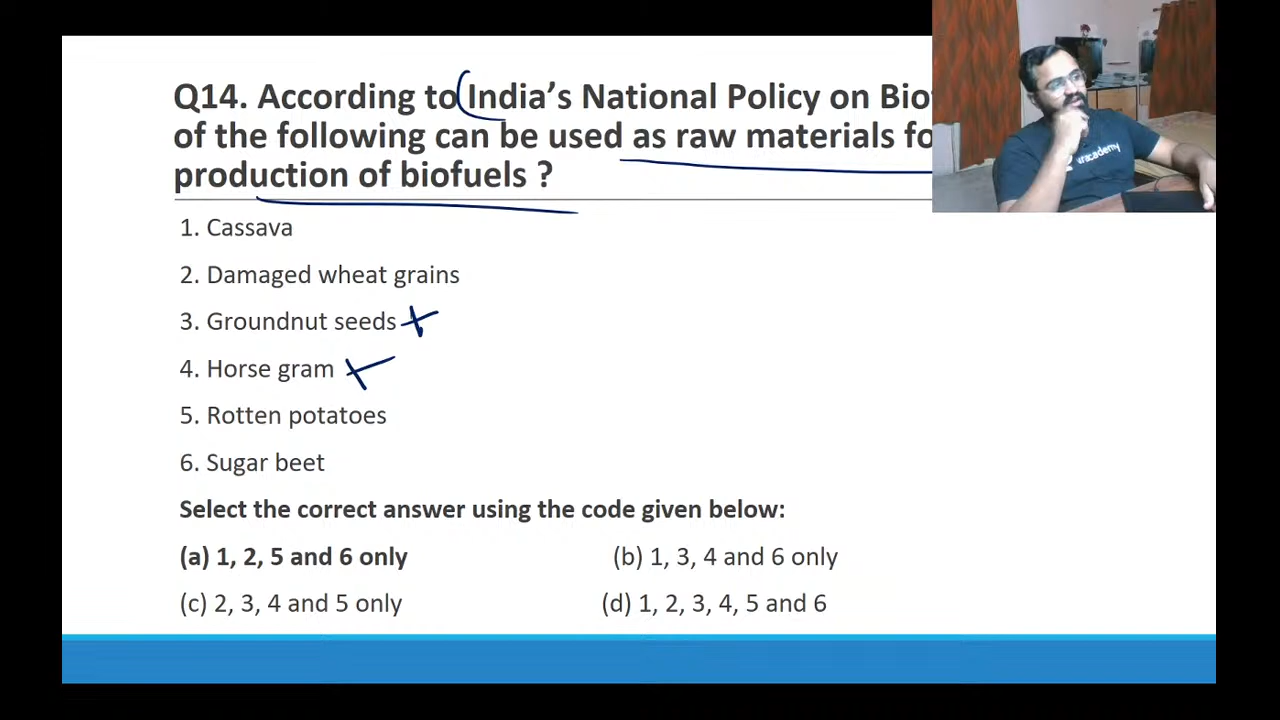 Q14. According to India's National Policy on
of the following can be used as raw materials
production of biofuels ?
1. Cassava
2. Damaged wheat grains
3. Groundnut seeds
4. Horse gram
5. Rotten potatoes
6. Sugar beet
Select the correct answer using the code given below:
(a) 1, 2, 5 and 6 only (b) 1, 3, 4 and 6 only
(c) 2, 3, 4 and 5 only (d) 1, 2, 3, 4, 5 and 6